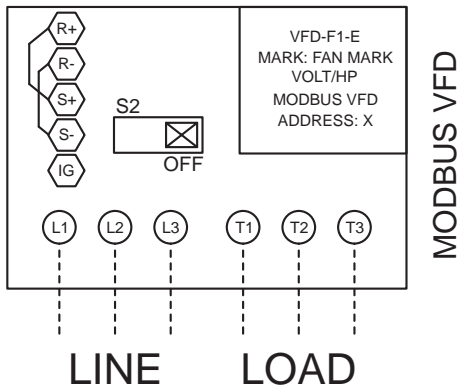 R+
R-
S+
S-
IG
S2
OFF
VFD-F1-E
MARK: FAN MARK
VOLT/HP
MODBUS VFD
ADDRESS: X
MODBUS VFD
L1 L2 L3 T1 T2 T3
LINE LOAD